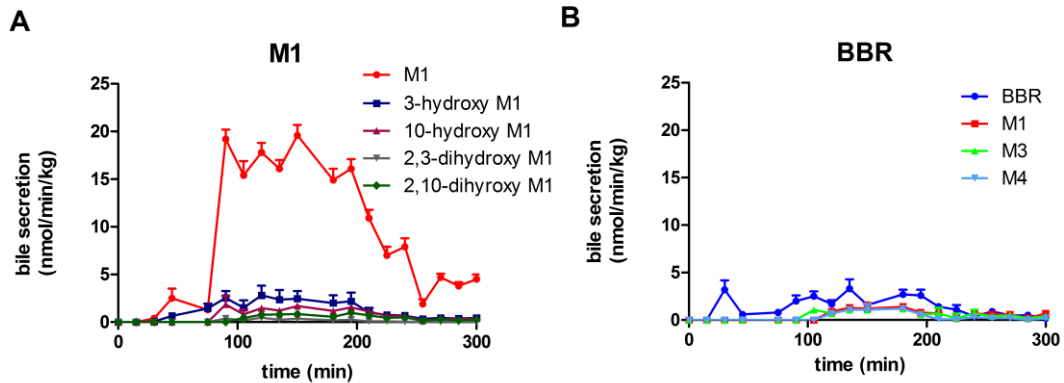 A
M1
bile secretion
(nmol/min/kg)
25
20
15
10
5
0
0
100
200
300
time (min)
M1
3-hydroxy M1
10-hydroxy M1
2,3-dihydroxy M1
2,10-dihyroxy M1
B
BBR
bile secretion
(nmol/min/kg)
25
20
15
10
5
0
0
100
200
300
time (min)
BBR
M1
M3
M4